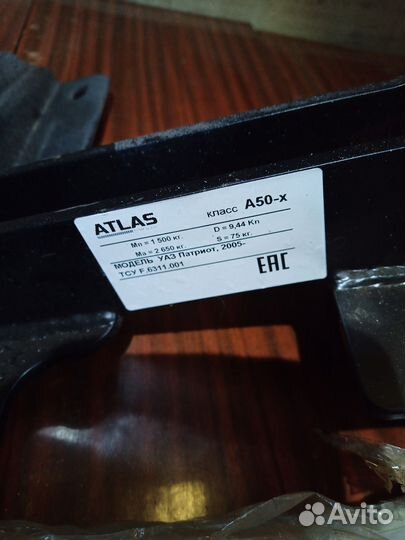 ATLAS класс A50-x
Мп = 1 500 кг. D = 9,44 Кп
Ма = 2 650 кг. S = 75 кг.
МОДЕЛЬ УАЗ Патриот, 2005-
ТСУ F.6311.001
EAC
Avito